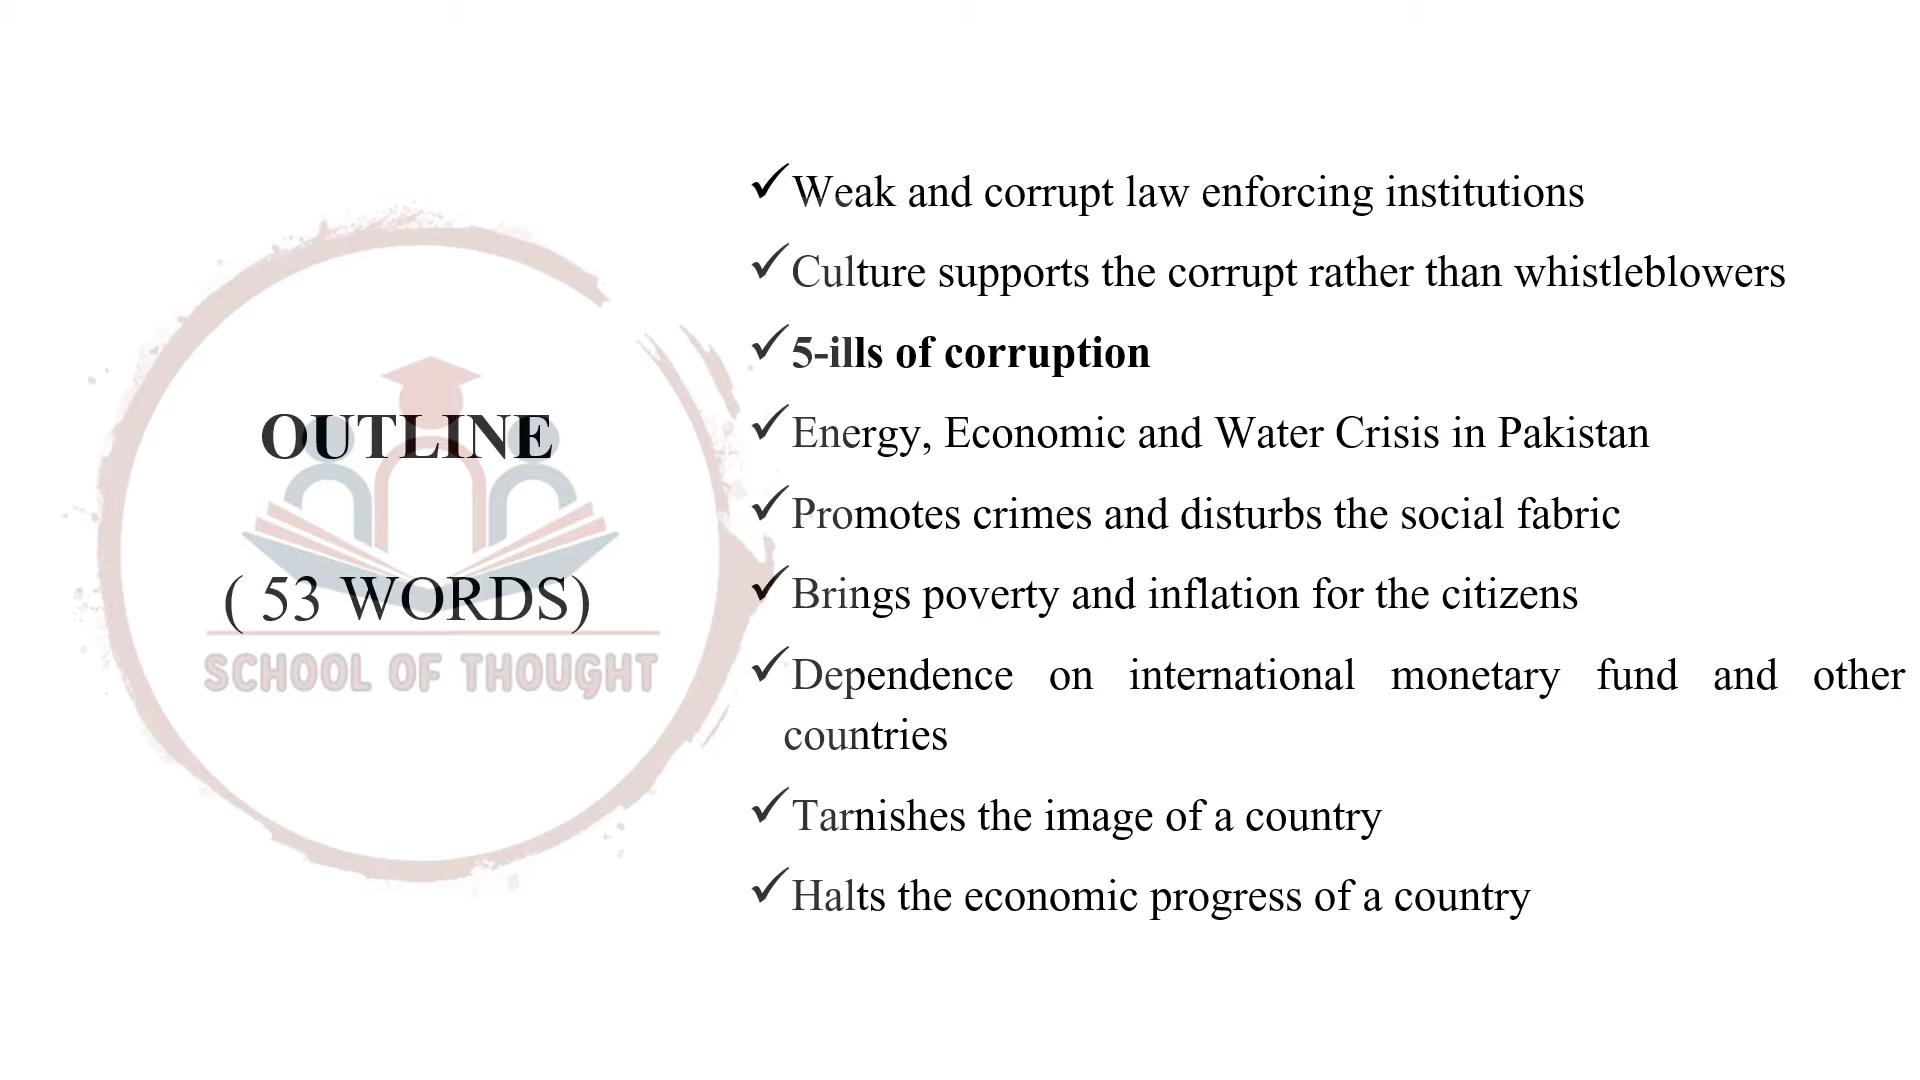 OUTLINE
( 53 WORDS)
SCHOOL OF THOUGHT
✓Weak and corrupt law enforcing institutions
✓Culture supports the corrupt rather than whistleblowers
✓5-ills of corruption
✓Energy, Economic and Water Crisis in Pakistan
✓Promotes crimes and disturbs the social fabric
✓Brings poverty and inflation for the citizens
✓Dependence on international monetary fund and other
countries
✓Tarnishes the image of a country
✓Halts the economic progress of a country